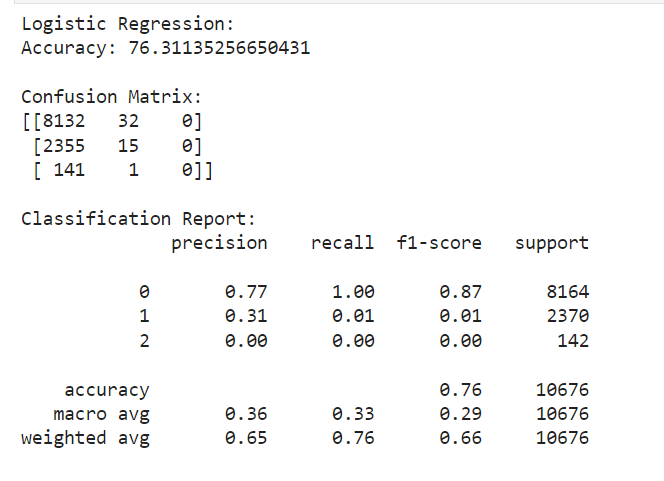 Logistic Regression:
Accuracy: 76.31135256650431
Confusion Matrix:
[[8132   32    0]
 [2355   15    0]
 [ 141    1    0]]
Classification Report:
              precision    recall  f1-score   support
           0       0.77      1.00      0.87      8164
           1       0.31      0.01      0.01      2370
           2       0.00      0.00      0.00       142
    accuracy                           0.76     10676
   macro avg       0.36      0.33      0.29     10676
weighted avg       0.65      0.76      0.66     10676